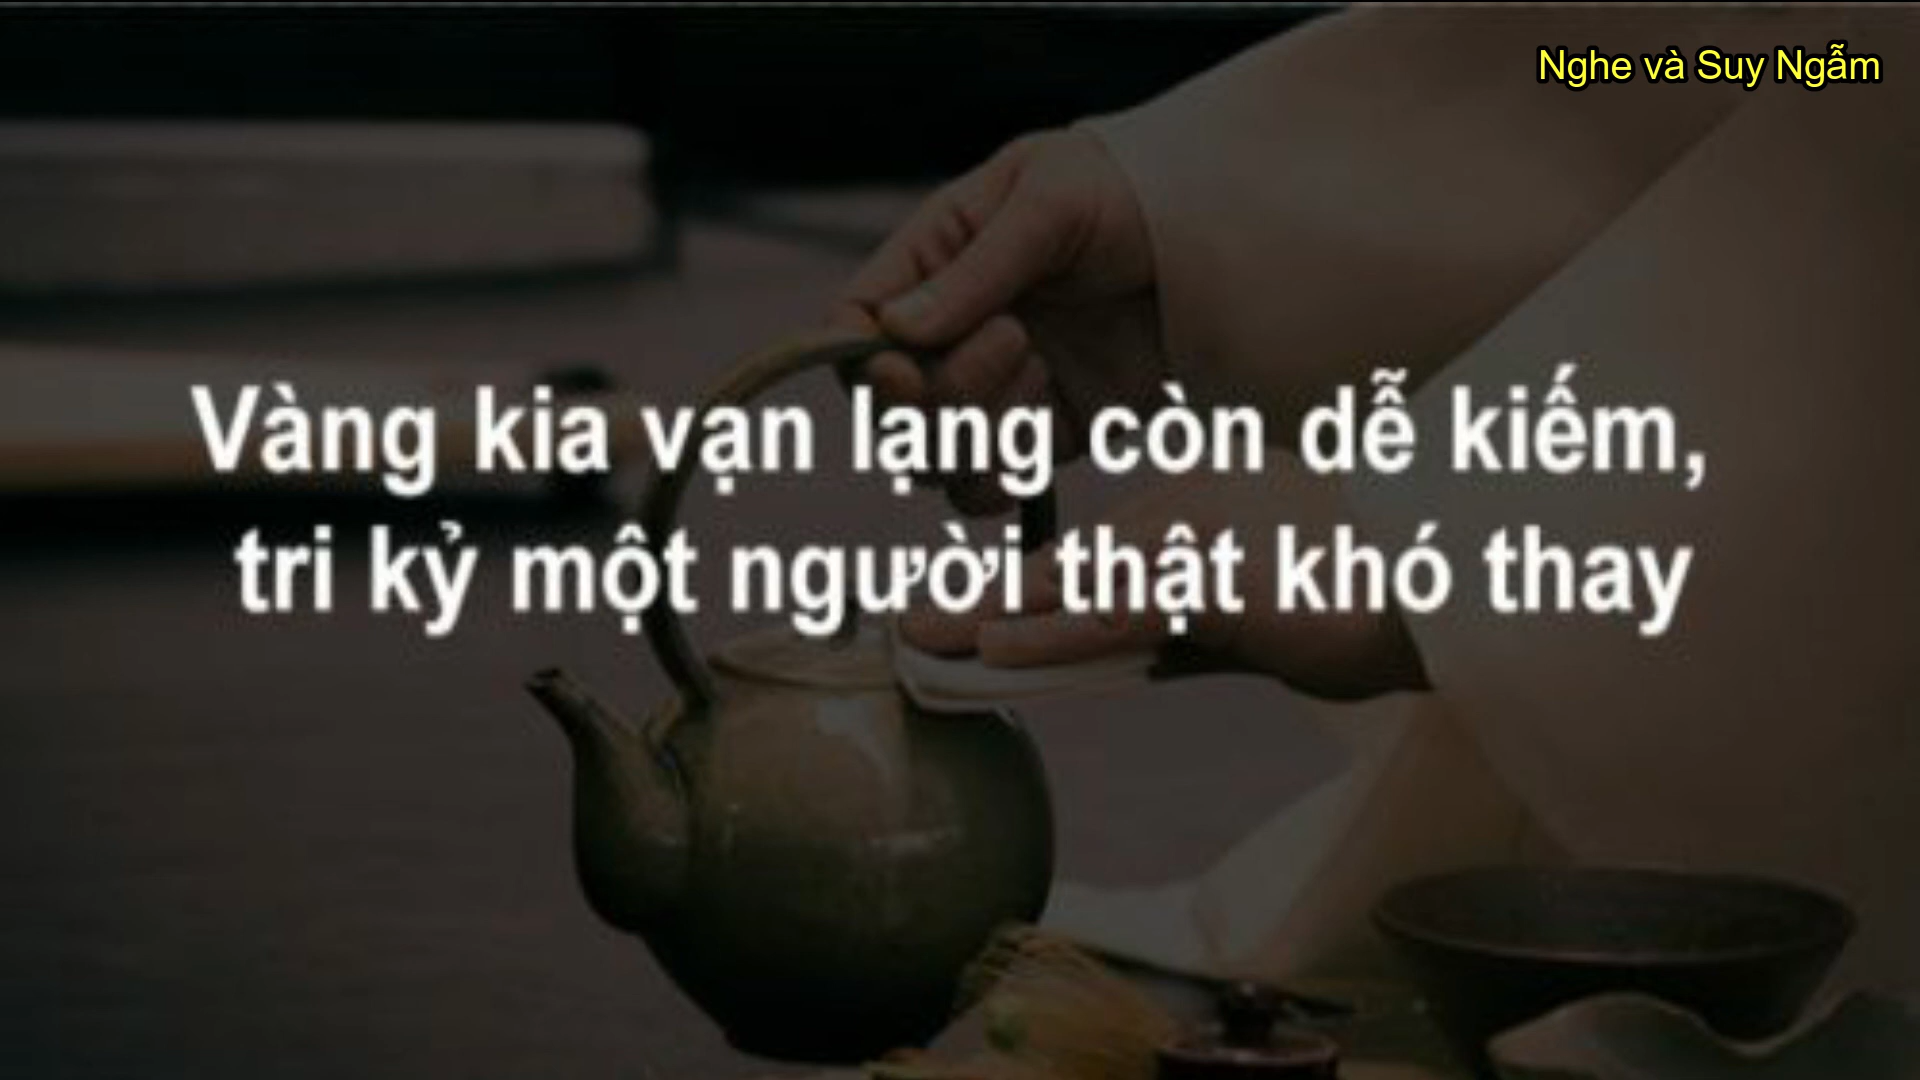 Nghe và Suy Ngẫm
Vàng kia vạn lạng còn dễ kiếm,
tri kỷ một người thật khó thay